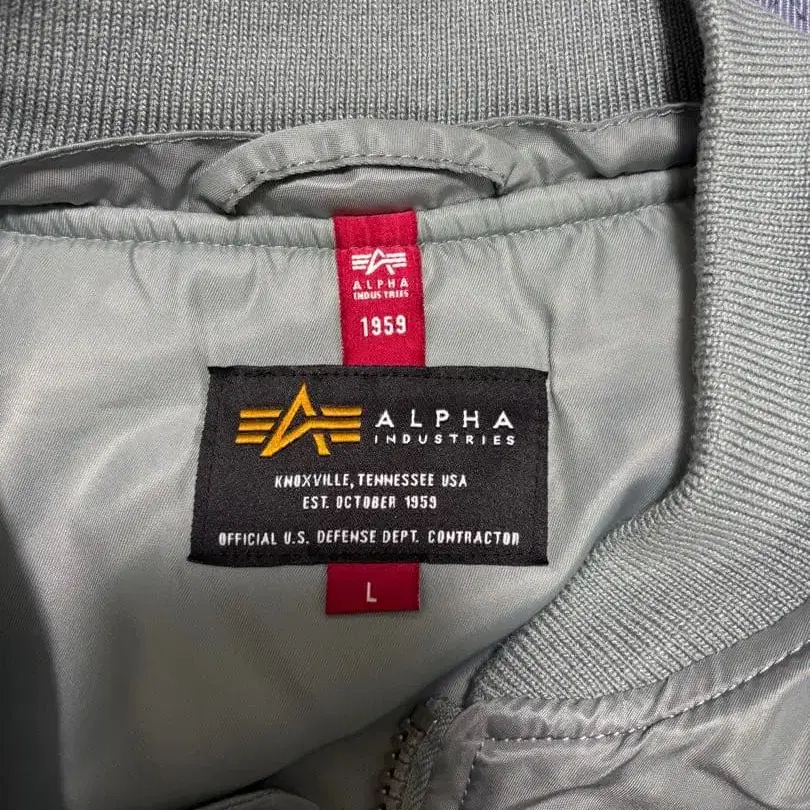 ALPHA
INDUSTRIES
1959
ALPHA
INDUSTRIES
KNOXVILLE, TENNESSEE USA
EST. OCTOBER 1959
OFFICIAL U.S. DEFENSE DEPT. CONTRACTOR
L